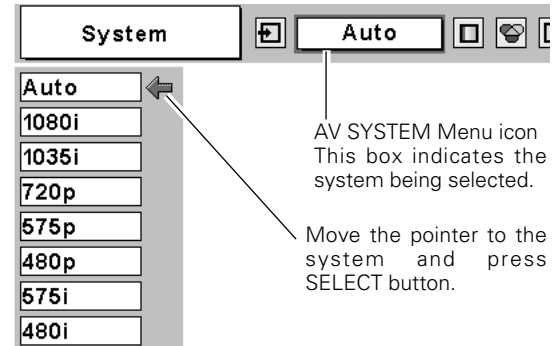 System
Auto
Auto
1080i
1035i
720p
575p
480p
575i
480i
AV SYSTEM Menu icon
This box indicates the
system being selected.
Move the pointer to the
system and press
SELECT button.